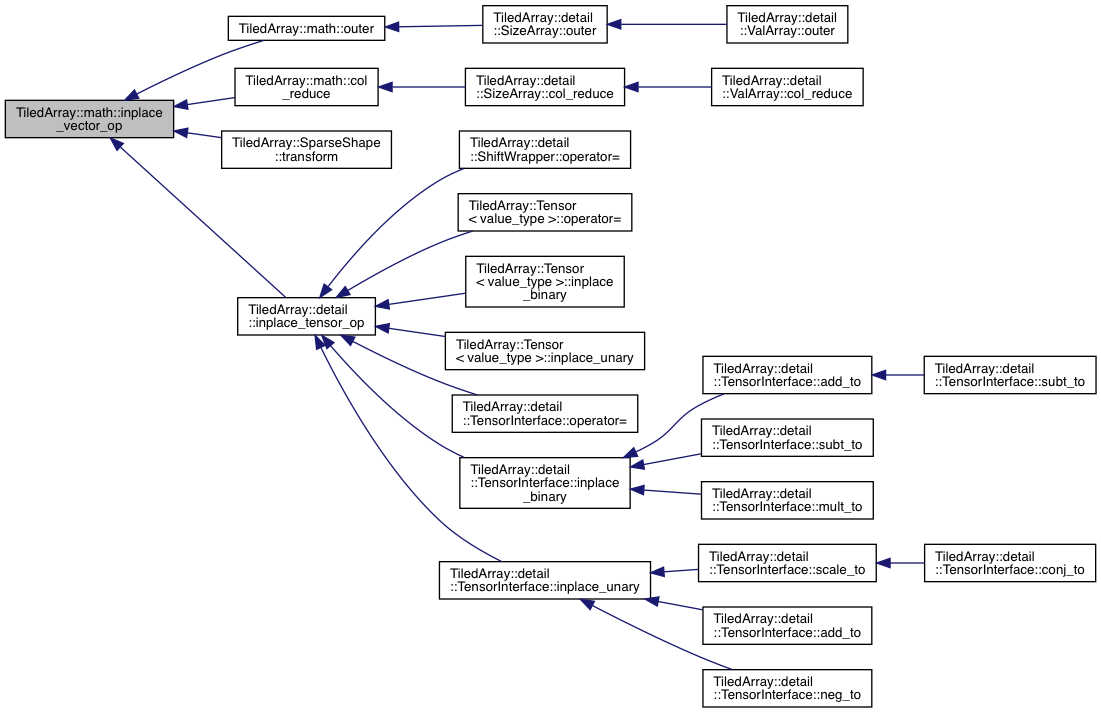 TiledArray::math::inplace
_vector_op
TiledArray::math::outer
TiledArray::detail
::SizeArray::outer
TiledArray::detail
::ValArray::outer
TiledArray::math::col
_reduce
TiledArray::detail
::SizeArray::col_reduce
TiledArray::detail
::ValArray::col_reduce
TiledArray::SparseShape
::transform
TiledArray::detail
::inplace_tensor_op
TiledArray::detail
::ShiftWrapper::operator=
TiledArray::Tensor
< value_type >::operator=
TiledArray::Tensor
< value_type >::inplace
_binary
TiledArray::Tensor
< value_type >::inplace_unary
TiledArray::detail
::TensorInterface::operator=
TiledArray::detail
::TensorInterface::inplace
_binary
TiledArray::detail
::TensorInterface::add_to
TiledArray::detail
::TensorInterface::subt_to
TiledArray::detail
::TensorInterface::subt_to
TiledArray::detail
::TensorInterface::mult_to
TiledArray::detail
::TensorInterface::inplace_unary
TiledArray::detail
::TensorInterface::scale_to
TiledArray::detail
::TensorInterface::conj_to
TiledArray::detail
::TensorInterface::add_to
TiledArray::detail
::TensorInterface::neg_to